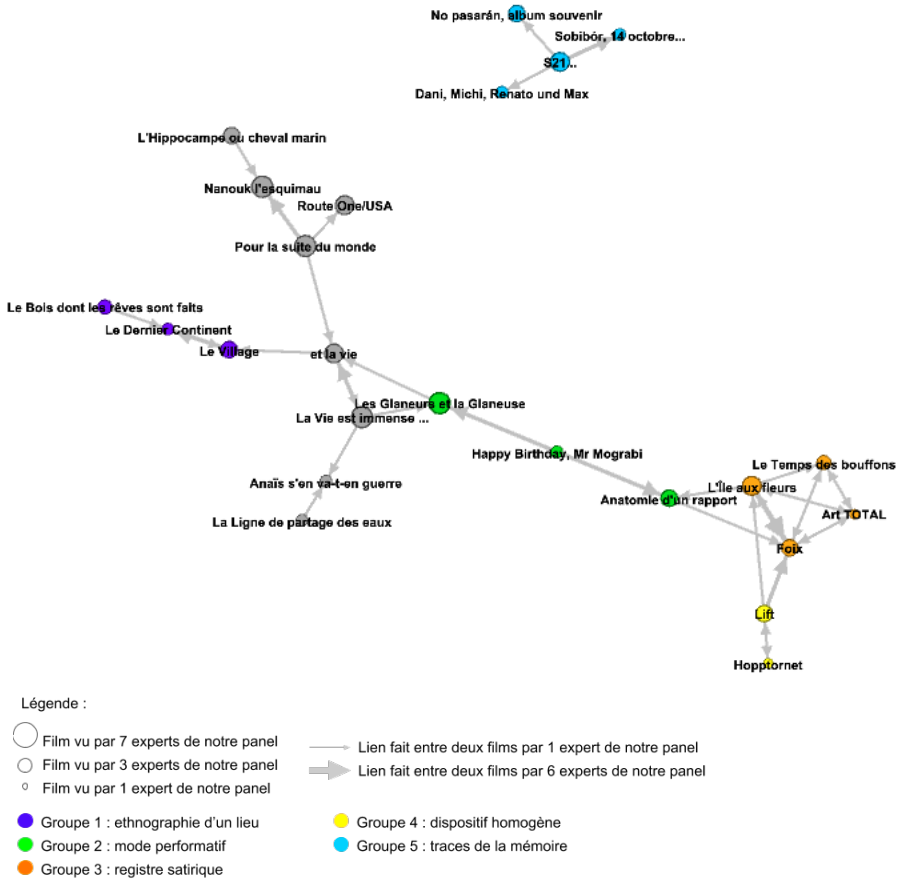 No pasarán, album souvenir
Sobibór, 14 octobre...
S21..
Dani, Michi, Renato und Max
L'Hippocampe ou cheval marin
Nanouk l'esquimau
Route One/USA
Pour la suite du monde
Le Bois dont les rêves sont faits
Le Dernier Continent
Le Village
et la vie
Les Glaneurs et la Glaneuse
La Vie est immense ...
Happy Birthday, Mr Mograbi
Le Temps des bouffons
Anaïs s'en va-t-en guerre
L'Île aux fleurs
Anatomie d'un rapport
La Ligne de partage des eaux
Art TOTAL
Foix
Lift
Hopptornet
Légende :
Film vu par 7 experts de notre panel
Film vu par 3 experts de notre panel
Film vu par 1 expert de notre panel
Lien fait entre deux films par 1 expert de notre panel
Lien fait entre deux films par 6 experts de notre panel
Groupe 1 : ethnographie d'un lieu
Groupe 2 : mode performatif
Groupe 3 : registre satirique
Groupe 4 : dispositif homogène
Groupe 5 : traces de la mémoire